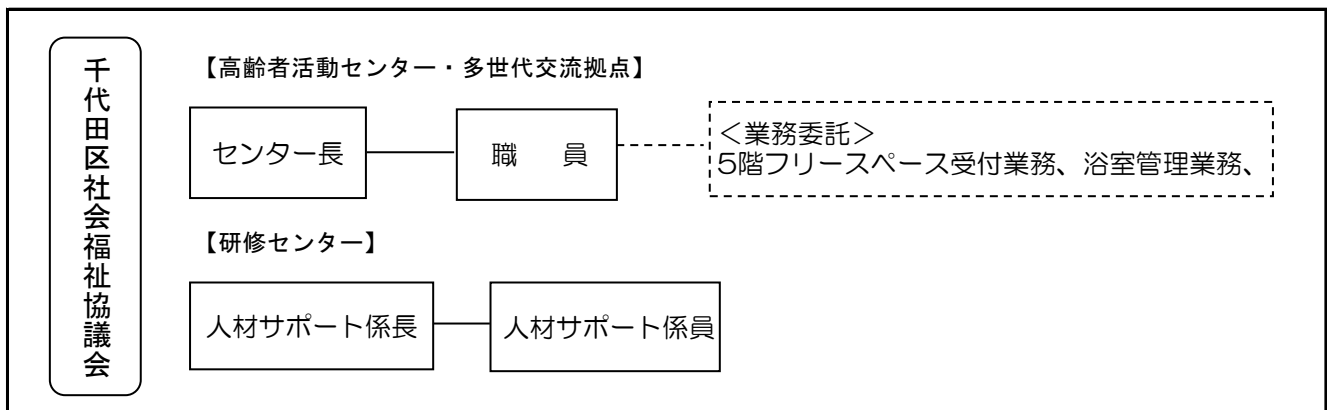 千代田区社会福祉協議会
【高齢者活動センター・多世代交流拠点】
センター長
職　員
＜業務委託＞
5階フリースペース受付業務、浴室管理業務、
【研修センター】
人材サポート係長
人材サポート係員